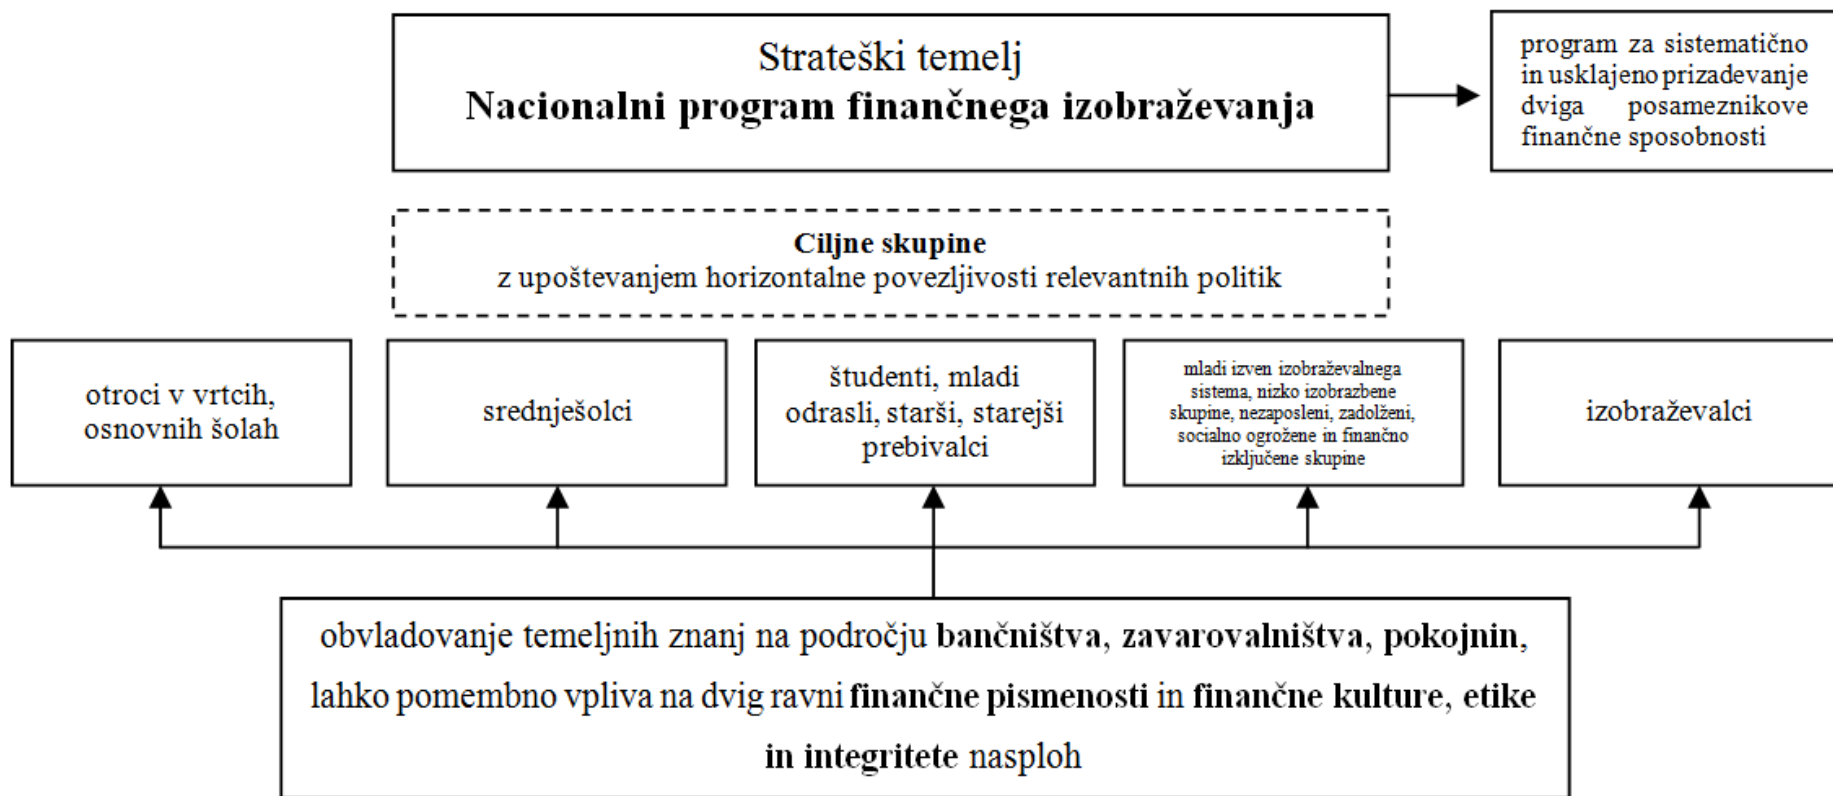 Strateški temelj
Nacionalni program finančnega izobraževanja
program za sistematično
in usklajeno prizadevanje
dviga posameznikove
finančne sposobnosti
Ciljne skupine
z upoštevanjem horizontalne povezljivosti relevantnih politik
otroci v vrtcih,
osnovnih šolah
srednješolci
študenti, mladi
odrasli, starši, starejši
prebivalci
mladi izven izobraževalnega
sistema, nizko izobrazbene
skupine, nezaposleni, zadolženi,
socialno ogrožene in finančno
izključene skupine
izobraževalci
obvladovanje temeljnih znanj na področju bančništva, zavarovalništva, pokojnin,
lahko pomembno vpliva na dvig ravni finančne pismenosti in finančne kulture, etike
in integritete nasploh